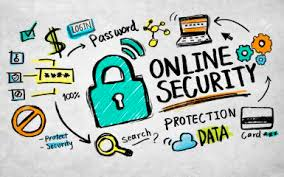 LOGIN
Password
ONLINE
SECURITY
100%
PROTECTION
DATA
Card
Search?
- Protect
- Security